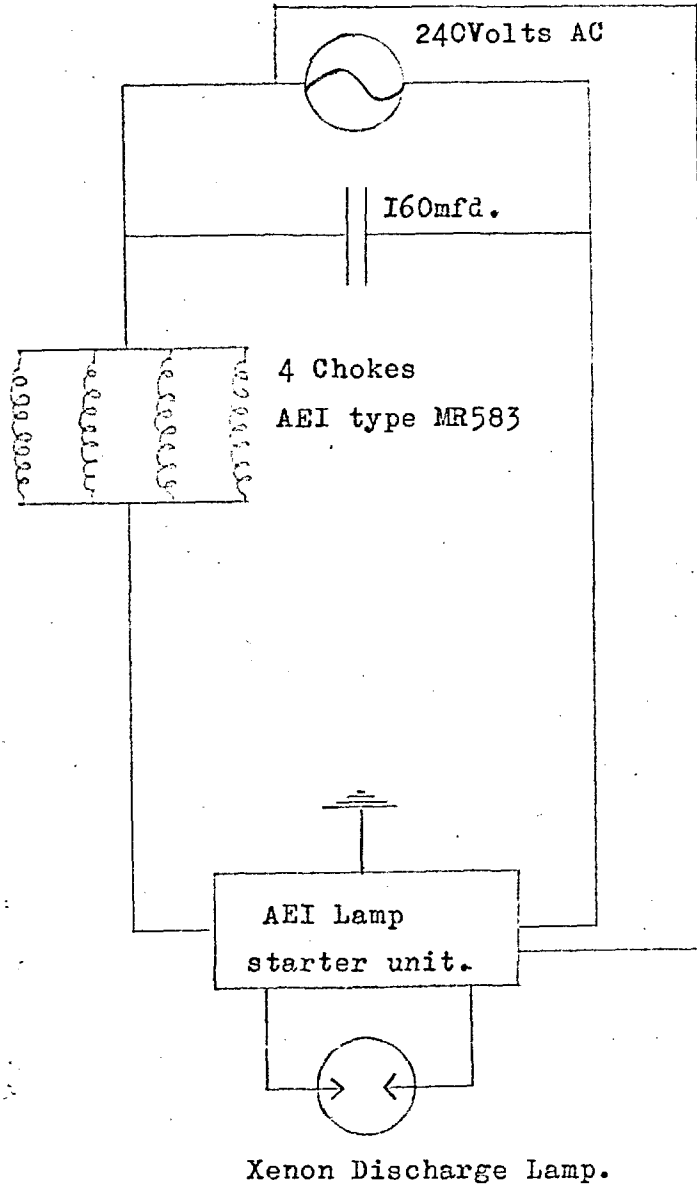 240Volts AC
I60mfd.
4 Chokes
AEI type MR583
AEI Lamp
starter unit.
Xenon Discharge Lamp.